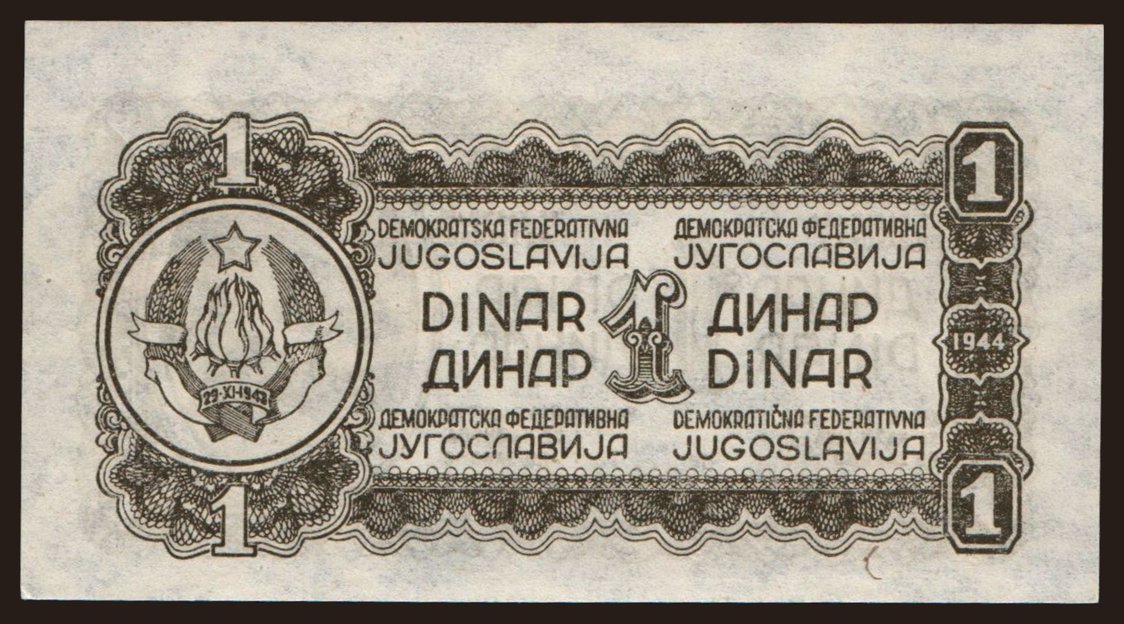 1
1
DEMOKRATSKA FEDERATIVNA
JUGOSLAVIJA
ДЕМОКРАТСКА ФЕДЕРАТИВНА
ЈУГОСЛАВИЈА
DINAR
1
ДИНАР
ДИНАР
DINAR
1944
29·XI·1943
ДЕМОКРАТСКА ФЕДЕРАТИВНА
ЈУГОСЛАВИЈА
DEMOKRATIČNA FEDERATIVNA
JUGOSLAVIJA
1
1